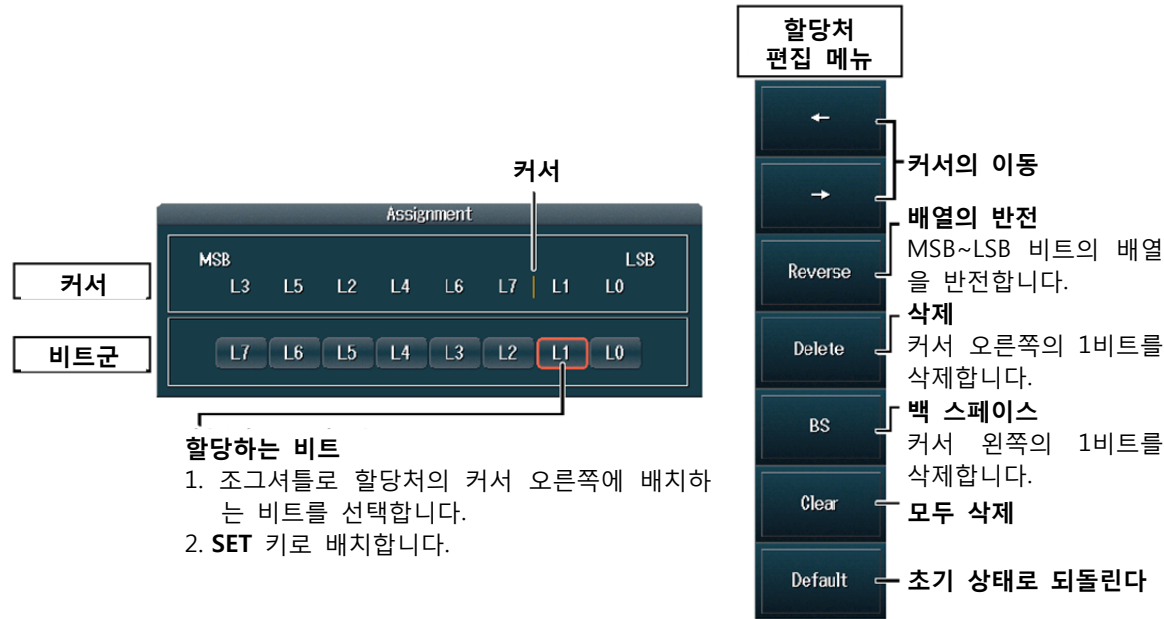 할당처
편집 메뉴
←
→
커서의 이동
배열의 반전
Reverse
MSB~LSB 비트의 배열
을 반전합니다.
삭제
Delete
커서 오른쪽의 1비트를
삭제합니다.
백 스페이스
BS
커서 왼쪽의 1비트를
삭제합니다.
Clear
모두 삭제
Default
초기 상태로 되돌린다
커서
Assignment
MSB LSB
커서
L3 L5 L2 L4 L6 L7 L1 L0
비트군
L7 L6 L5 L4 L3 L2 L1 L0
할당하는 비트
1. 조그셔틀로 할당처의 커서 오른쪽에 배치하
는 비트를 선택합니다.
2. SET 키로 배치합니다.